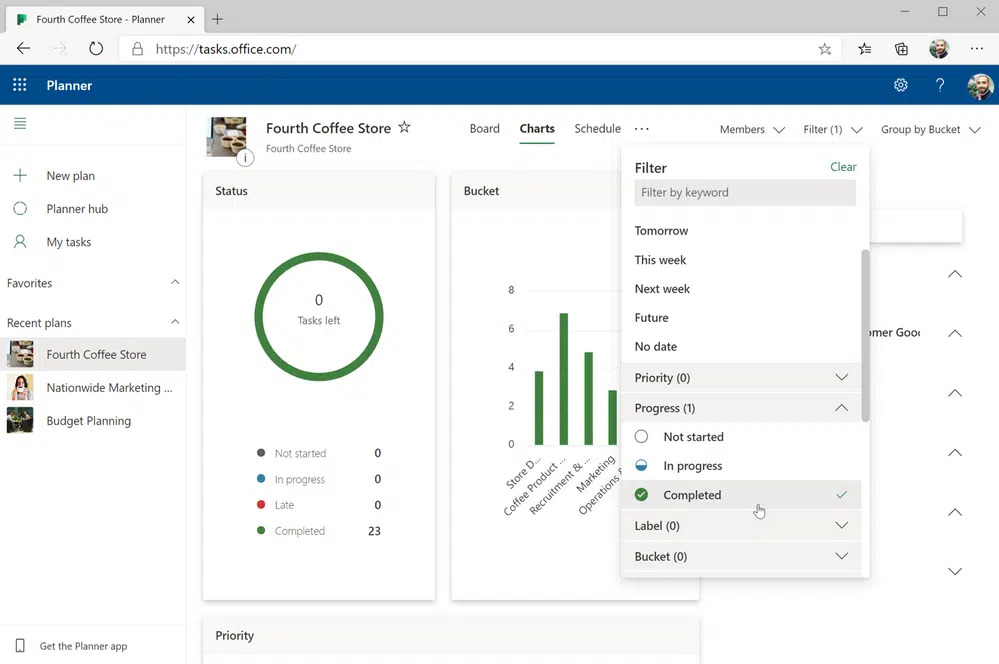 Fourth Coffee Store - Planner
https://tasks.office.com/
Planner
New plan
Planner hub
My tasks
Favorites
Recent plans
Fourth Coffee Store
Nationwide Marketing ...
Budget Planning
Get the Planner app
Fourth Coffee Store
Fourth Coffee Store
Board Charts Schedule ...
Members Filter (1) Group by Bucket
Status
0
Tasks left
Not started 0
In progress 0
Late 0
Completed 23
Bucket
8
6
4
2
0
Store D...
Coffee Product ...
Recruitment & ...
Marketing
Operations &
Priority
Filter Clear
Filter by keyword
Tomorrow
This week
Next week
Future
No date
Priority (0)
Progress (1)
Not started
In progress
Completed
Label (0)
Bucket (0)